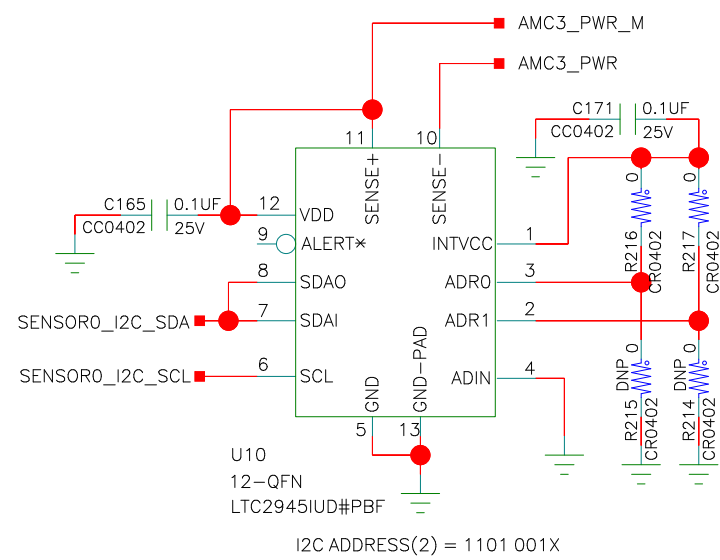 AMC3_PWR_M
AMC3_PWR
C171
0.1UF
CC0402
25V
11
10
SENSE+
SENSE-
C165
0.1UF
CC0402
25V
12
VDD
9
ALERT*
INTVCC
1
8
SDAO
ADR0
3
SENSOR0_I2C_SDA
7
SDAI
ADR1
2
SENSOR0_I2C_SCL
6
SCL
ADIN
4
GND
GND-PAD
5
13
0
R216
CR0402
0
R217
CR0402
DNP
0
R215
CR0402
DNP
0
R214
CR0402
U10
12-QFN
LTC2945IUD#PBF
I2C ADDRESS(2) = 1101 001X